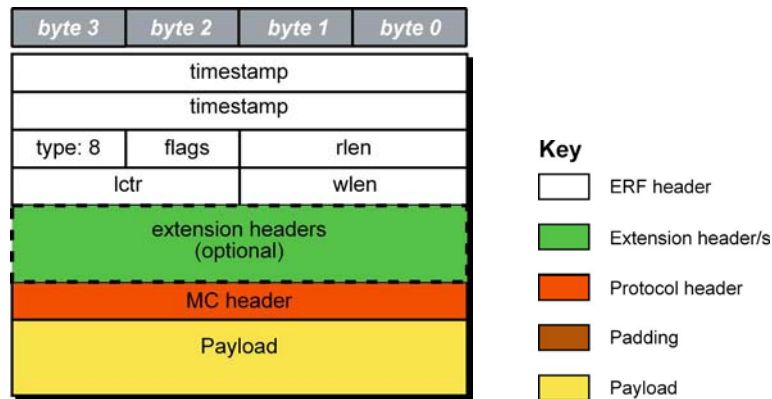 byte 3 byte 2 byte 1 byte 0
timestamp
timestamp
type: 8 flags rlen
lctr wlen
extension headers
(optional)
MC header
Payload
Key
ERF header
Extension header/s
Protocol header
Padding
Payload